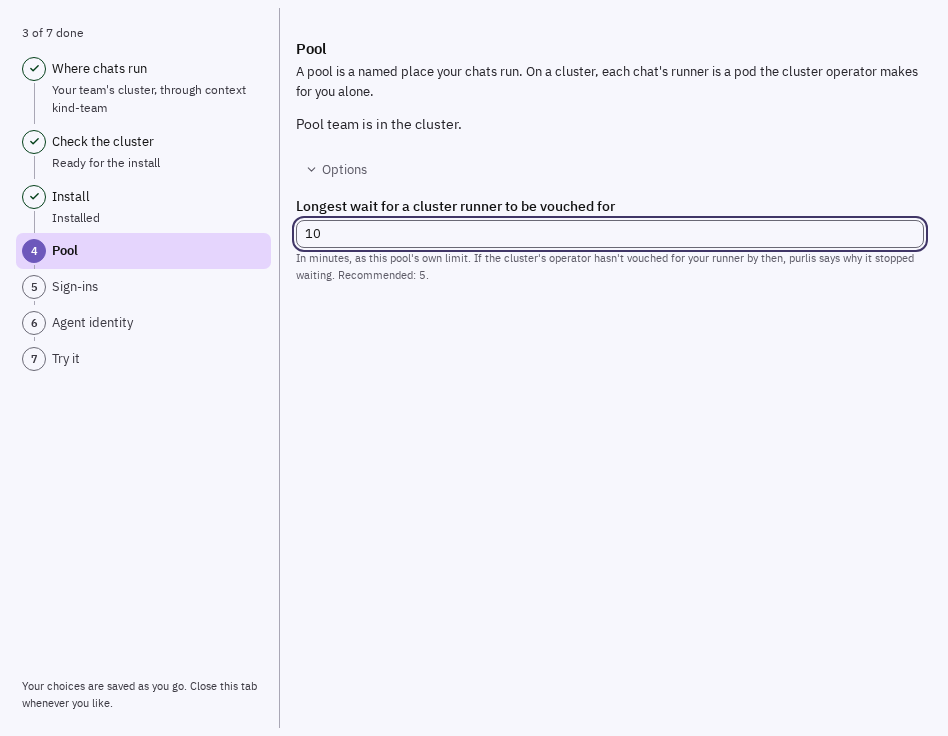 3 of 7 done
Where chats run
Your team's cluster, through context
kind-team
Check the cluster
Ready for the install
Install
Installed
4 Pool
5 Sign-ins
6 Agent identity
7 Try it
Your choices are saved as you go. Close this tab
whenever you like.
Pool
A pool is a named place your chats run. On a cluster, each chat's runner is a pod the cluster operator makes
for you alone.
Pool team is in the cluster.
Options
Longest wait for a cluster runner to be vouched for
10
In minutes, as this pool's own limit. If the cluster's operator hasn't vouched for your runner by then, purlis says why it stopped
waiting. Recommended: 5.